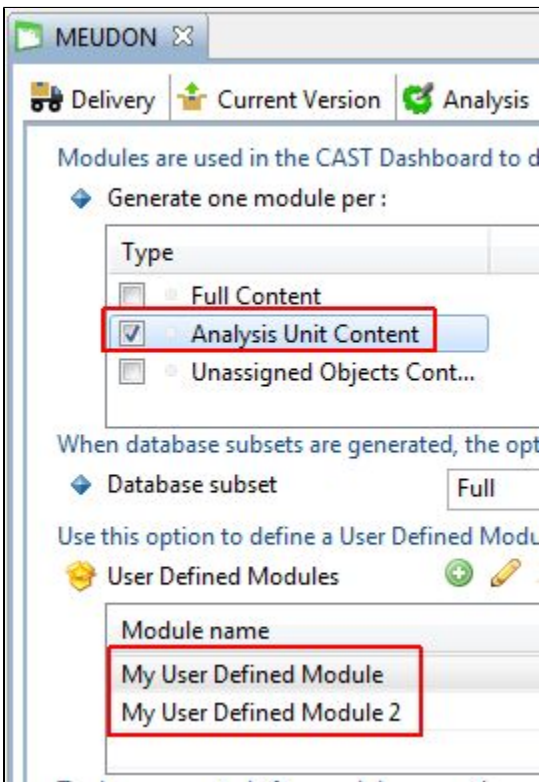 MEUDON
Delivery Current Version Analysis
Modules are used in the CAST Dashboard to d
Generate one module per :
Type
Full Content
Analysis Unit Content
Unassigned Objects Cont...
When database subsets are generated, the opt
Database subset Full
Use this option to define a User Defined Modu
User Defined Modules
Module name
My User Defined Module
My User Defined Module 2